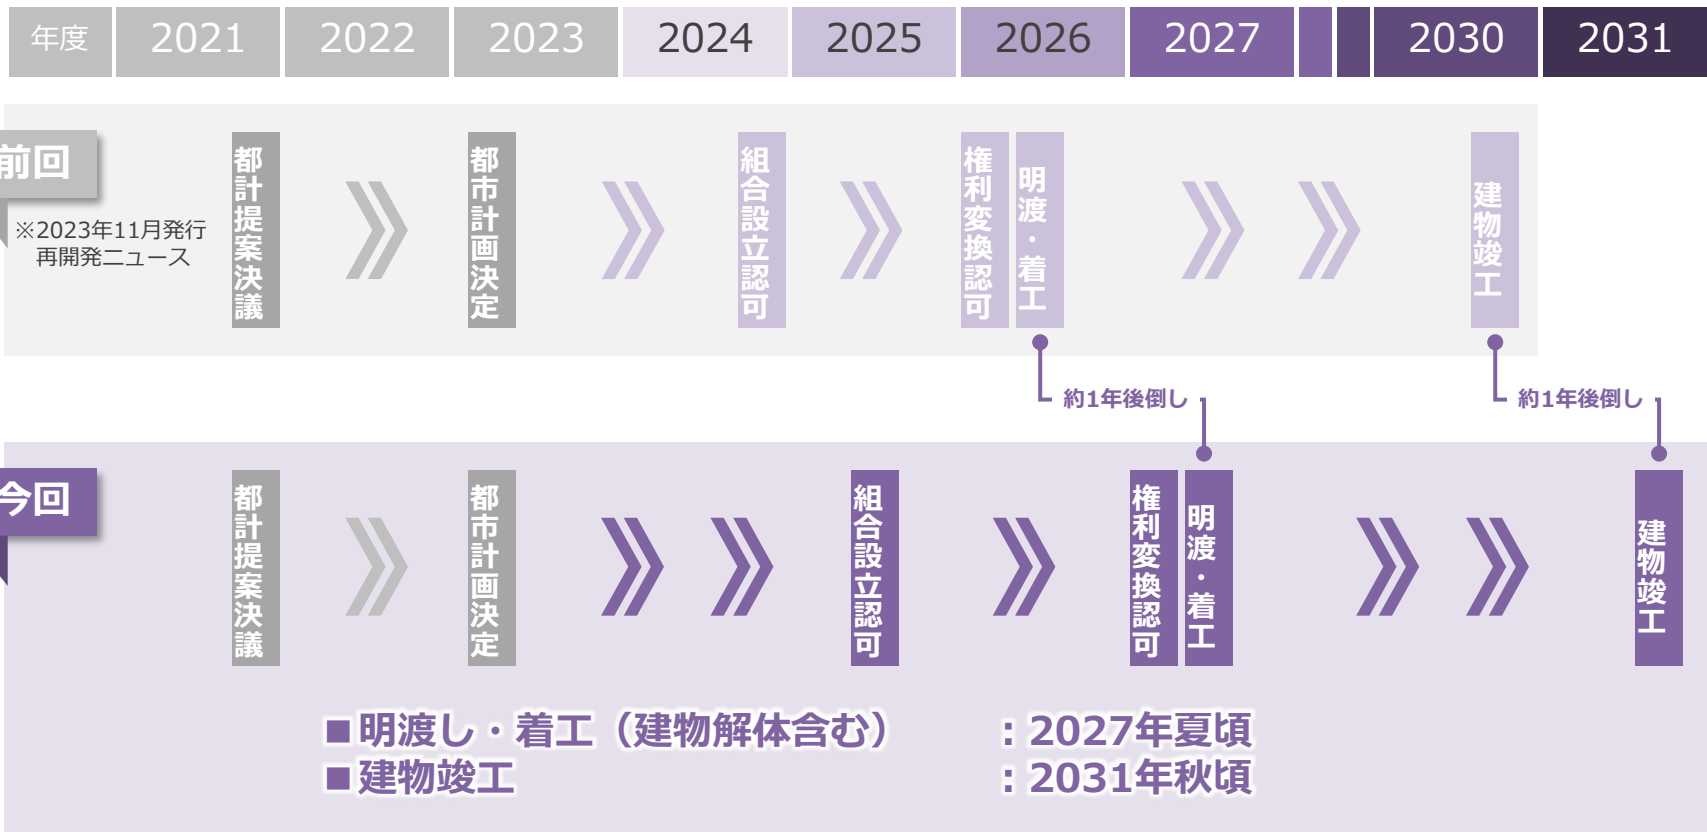 年度 2021 2022 2023 2024 2025 2026 2027 2030 2031
前回
※2023年11月発行
再開発ニュース
都計提案決議
都市計画決定
組合設立認可
権利変換認可
明渡・着工
建物竣工
約1年後倒し
約1年後倒し
今回
都計提案決議
都市計画決定
組合設立認可
権利変換認可
明渡・着工
建物竣工
■明渡し・着工（建物解体含む）　：2027年夏頃
■建物竣工　：2031年秋頃